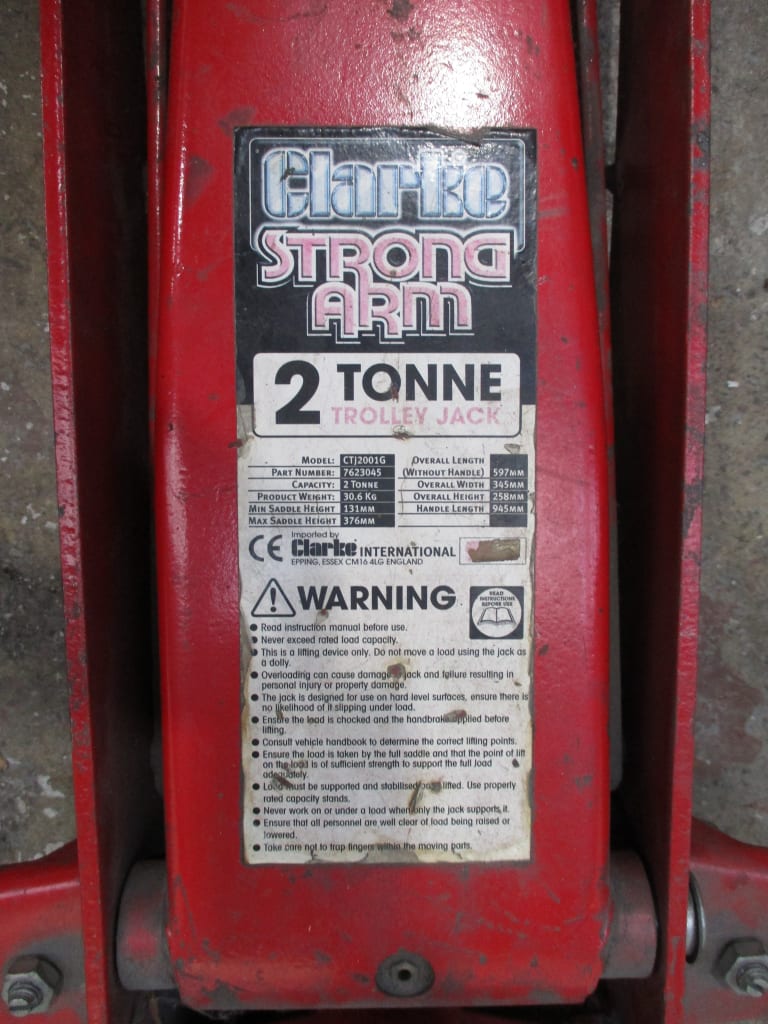 Clarke
STRONG
ARM
2 TONNE
TROLLEY JACK
MODEL: CTJ2001G
PART NUMBER: 7623045
CAPACITY: 2 TONNE
PRODUCT WEIGHT: 30.6 KG
MIN SADDLE HEIGHT 131MM
MAX SADDLE HEIGHT 376MM
OVERALL LENGTH
(WITHOUT HANDLE) 597MM
OVERALL WIDTH 345MM
OVERALL HEIGHT 258MM
HANDLE LENGTH 945MM
CE
Imported by
Clarke INTERNATIONAL
EPPING, ESSEX CM16 4LG ENGLAND
WARNING
READ
INSTRUCTIONS
BEFORE USE
● Read instruction manual before use.
● Never exceed rated load capacity.
● This is a lifting device only. Do not move a load using the jack as
a dolly.
● Overloading can cause damage jack and failure resulting in
personal injury or property damage.
● The jack is designed for use on hard level surfaces, ensure there is
no likelihood of it slipping under load.
● Ensure the load is chocked and the handbrake applied before
lifting.
● Consult vehicle handbook to determine the correct lifting points.
● Ensure the load is taken by the full saddle and that the point of lift
on the load is of sufficient strength to support the full load
adequately.
● Load must be supported and stabilised lifted. Use properly
rated capacity stands.
● Never work on or under a load when only the jack supports it.
● Ensure that all personnel are well clear of load being raised or
lowered.
● Take care not to trap fingers within the moving parts.